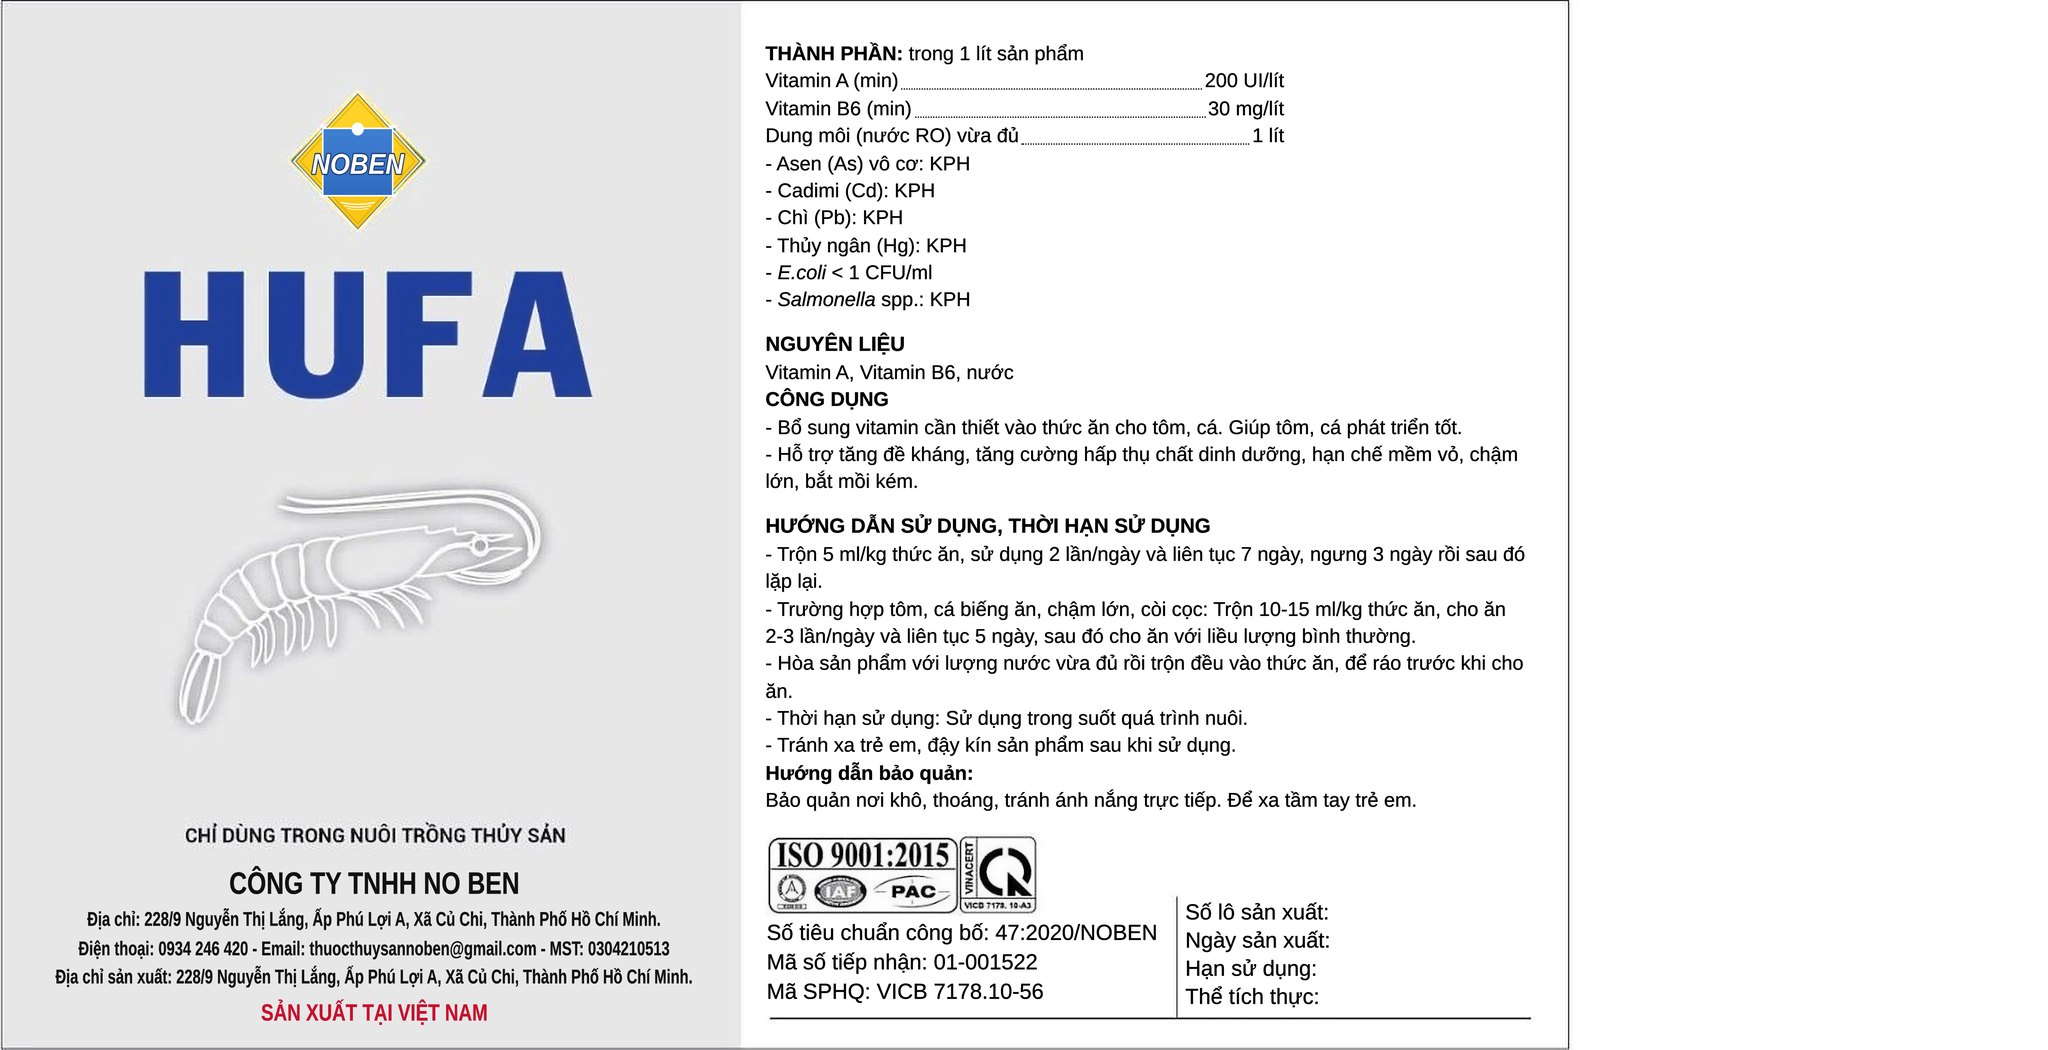 NOBEN
HUFA
CHỈ DÙNG TRONG NUÔI TRỒNG THỦY SẢN
CÔNG TY TNHH NO BEN
Địa chỉ: 228/9 Nguyễn Thị Lắng, Ấp Phú Lợi A, Xã Củ Chi, Thành Phố Hồ Chí Minh.
Điện thoại: 0934 246 420 - Email: thuocthuysannoben@gmail.com - MST: 0304210513
Địa chỉ sản xuất: 228/9 Nguyễn Thị Lắng, Ấp Phú Lợi A, Xã Củ Chi, Thành Phố Hồ Chí Minh.
SẢN XUẤT TẠI VIỆT NAM
THÀNH PHẦN: trong 1 lít sản phẩm
Vitamin A (min) 200 UI/lít
Vitamin B6 (min) 30 mg/lít
Dung môi (nước RO) vừa đủ 1 lít
- Asen (As) vô cơ: KPH
- Cadimi (Cd): KPH
- Chì (Pb): KPH
- Thủy ngân (Hg): KPH
- E.coli < 1 CFU/ml
- Salmonella spp.: KPH
NGUYÊN LIỆU
Vitamin A, Vitamin B6, nước
CÔNG DỤNG
- Bổ sung vitamin cần thiết vào thức ăn cho tôm, cá. Giúp tôm, cá phát triển tốt.
- Hỗ trợ tăng đề kháng, tăng cường hấp thụ chất dinh dưỡng, hạn chế mềm vỏ, chậm
lớn, bắt mồi kém.
HƯỚNG DẪN SỬ DỤNG, THỜI HẠN SỬ DỤNG
- Trộn 5 ml/kg thức ăn, sử dụng 2 lần/ngày và liên tục 7 ngày, ngưng 3 ngày rồi sau đó
lặp lại.
- Trường hợp tôm, cá biếng ăn, chậm lớn, còi cọc: Trộn 10-15 ml/kg thức ăn, cho ăn
2-3 lần/ngày và liên tục 5 ngày, sau đó cho ăn với liều lượng bình thường.
- Hòa sản phẩm với lượng nước vừa đủ rồi trộn đều vào thức ăn, để ráo trước khi cho
ăn.
- Thời hạn sử dụng: Sử dụng trong suốt quá trình nuôi.
- Tránh xa trẻ em, đậy kín sản phẩm sau khi sử dụng.
Hướng dẫn bảo quản:
Bảo quản nơi khô, thoáng, tránh ánh nắng trực tiếp. Để xa tầm tay trẻ em.
ISO 9001:2015
IAF
PAC
VINACERT
VICB 7178. 10-A3
Số tiêu chuẩn công bố: 47:2020/NOBEN
Mã số tiếp nhận: 01-001522
Mã SPHQ: VICB 7178.10-56
Số lô sản xuất:
Ngày sản xuất:
Hạn sử dụng:
Thể tích thực: